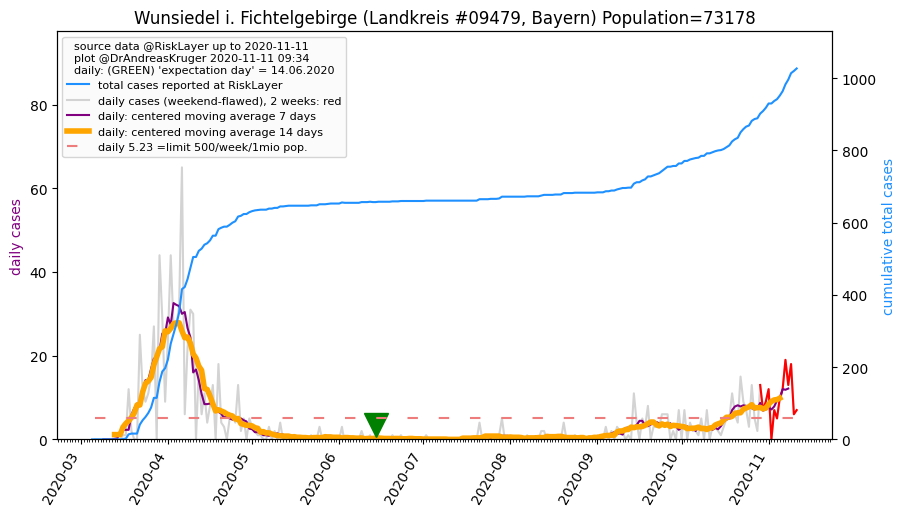 Wunsiedel i. Fichtelgebirge (Landkreis #09479, Bayern) Population=73178
source data @RiskLayer up to 2020-11-11
plot @DrAndreasKruger 2020-11-11 09:34
daily: (GREEN) 'expectation day' = 14.06.2020
total cases reported at RiskLayer
daily cases (weekend-flawed), 2 weeks: red
daily: centered moving average 7 days
daily: centered moving average 14 days
daily 5.23 =limit 500/week/1mio pop.
daily cases
80
60
40
20
0
cumulative total cases
1000
800
600
400
200
0
2020-03
2020-04
2020-05
2020-06
2020-07
2020-08
2020-09
2020-10
2020-11